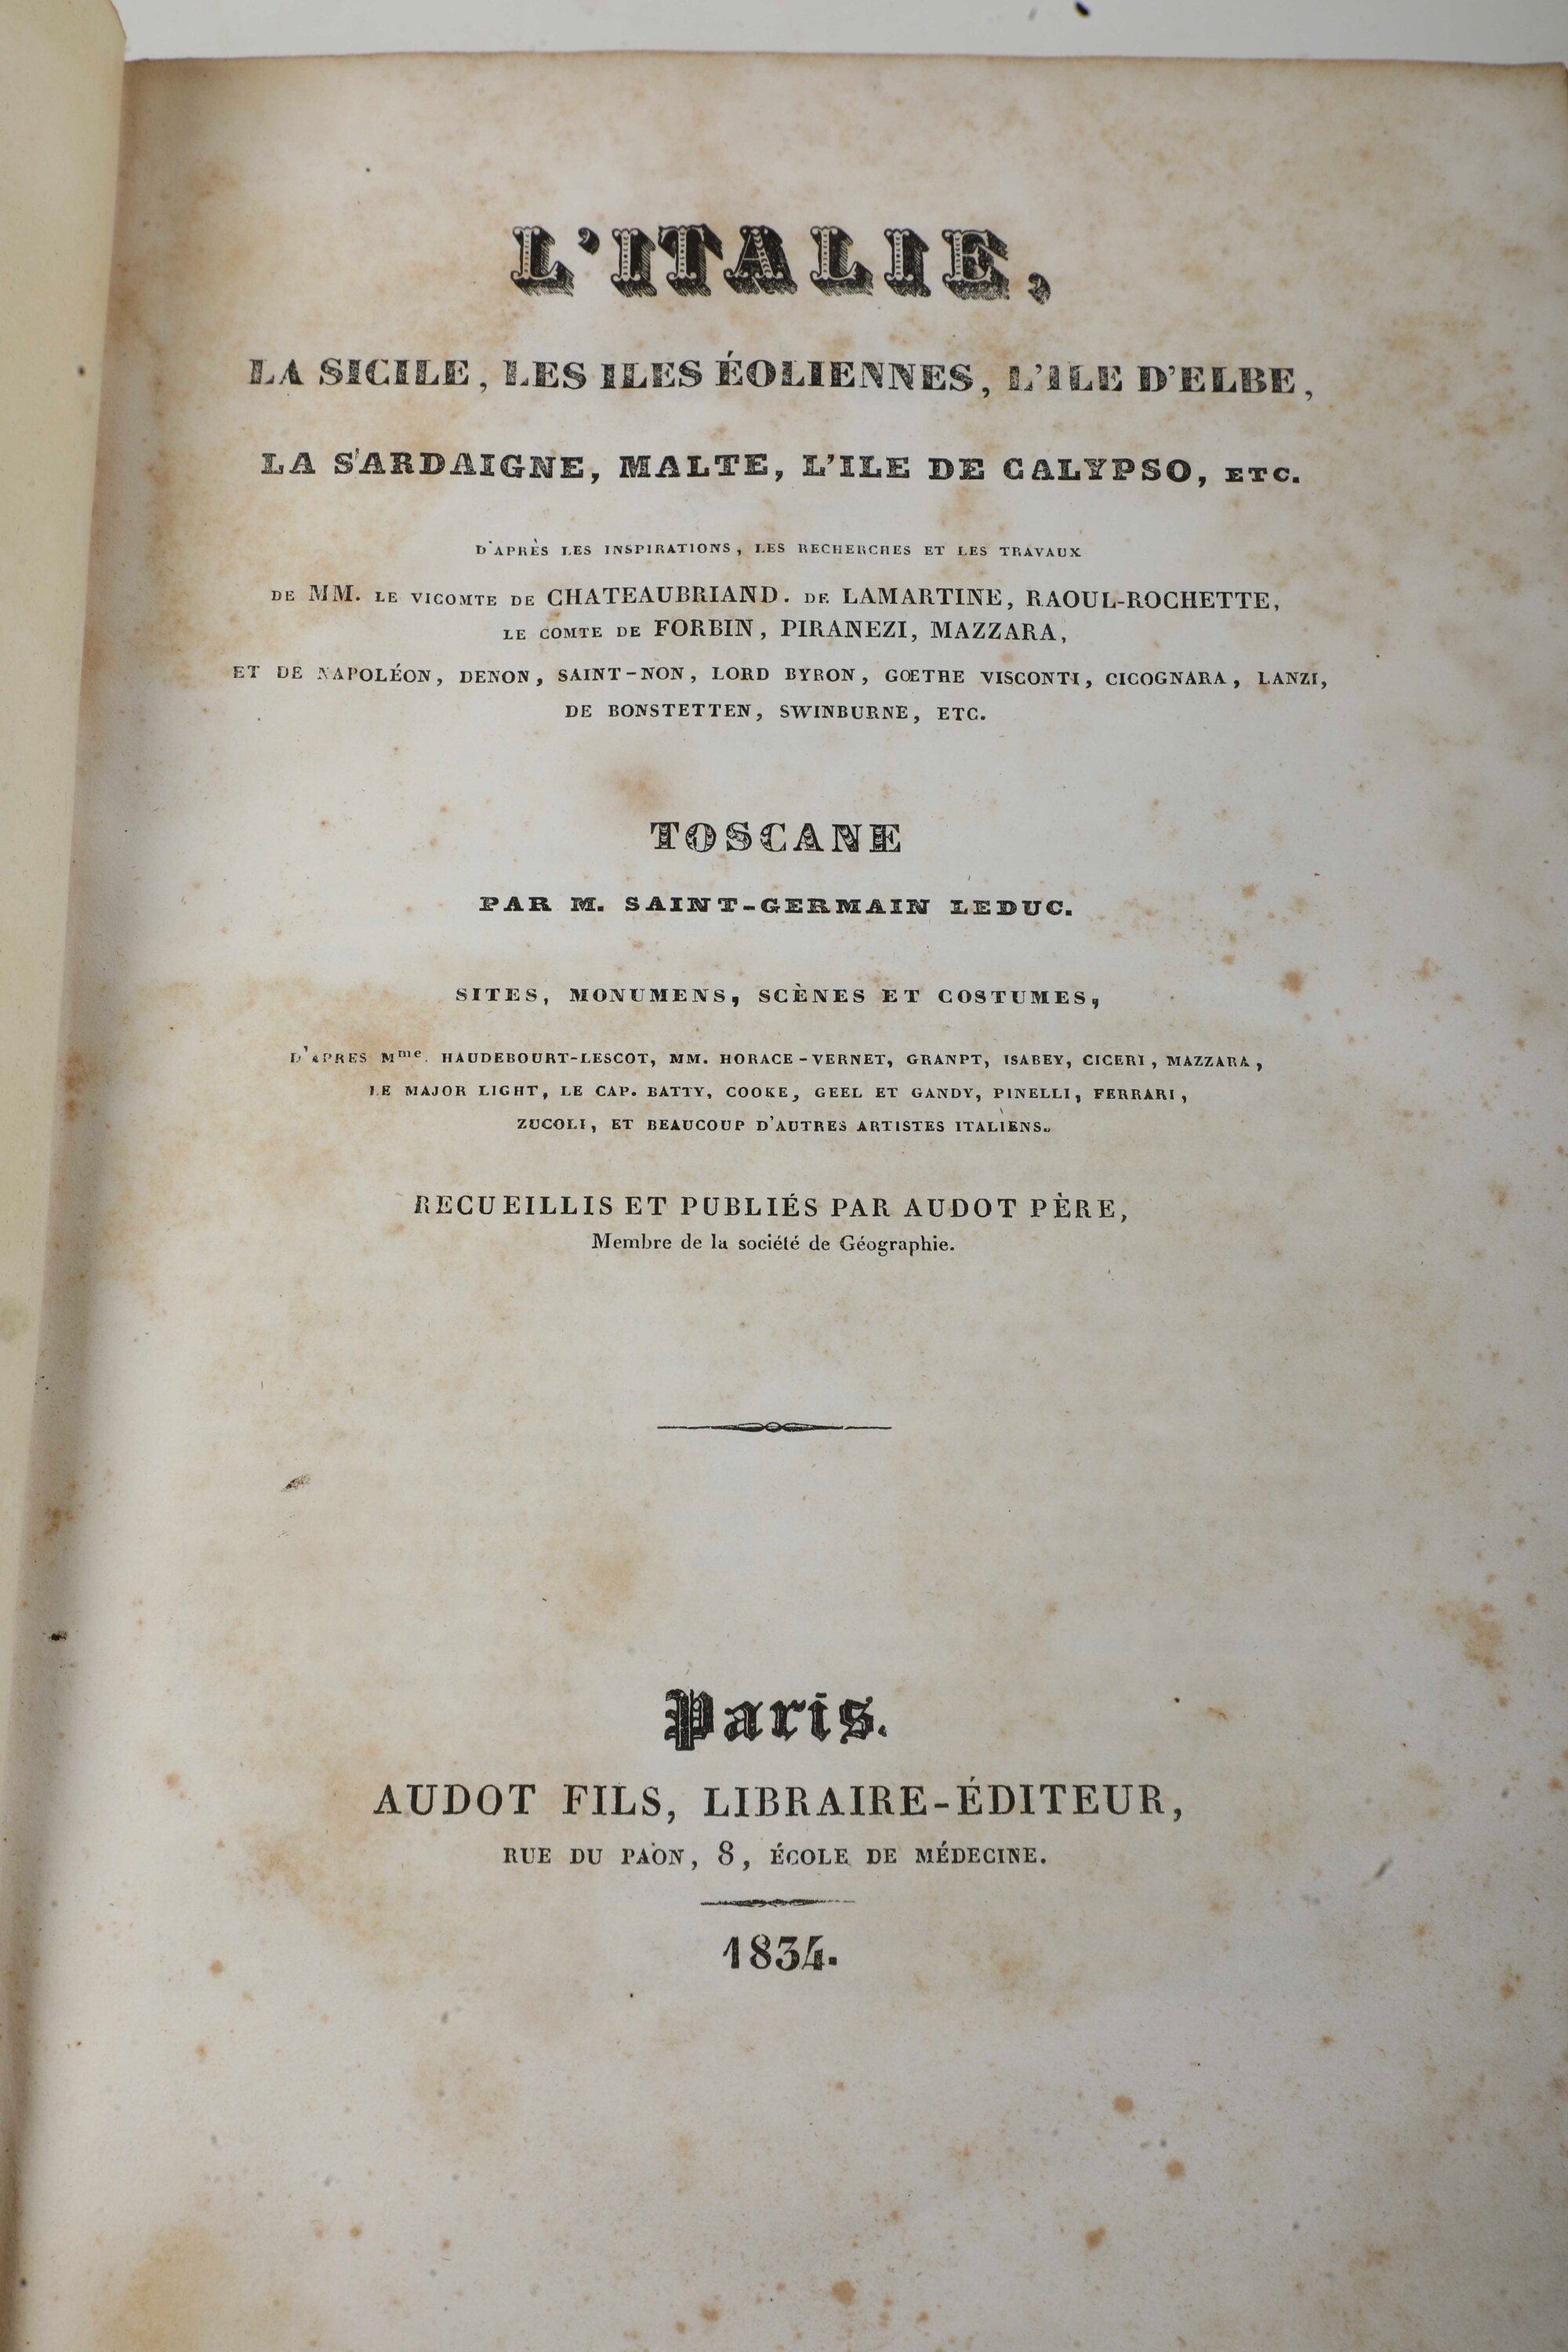 L'ITALIE,
LA SICILE, LES ILES ÉOLIENNES, L'ILE D'ELBE,
LA SARDAIGNE, MALTE, L'ILE DE CALYPSO, ETC.
D'APRÈS LES INSPIRATIONS, LES RECHERCHES ET LES TRAVAUX
DE MM. LE VICOMTE DE CHATEAUBRIAND. DE LAMARTINE, RAOUL-ROCHETTE,
LE COMTE DE FORBIN, PIRANEZI, MAZZARA,
ET DE NAPOLÉON, DENON, SAINT-NON, LORD BYRON, GŒTHE VISCONTI, CICOGNARA, LANZI,
DE BONSTETTEN, SWINBURNE, ETC.
TOSCANE
PAR M. SAINT-GERMAIN LEDUC.
SITES, MONUMENS, SCÈNES ET COSTUMES,
D'APRES Mme. HAUDEBOURT-LESCOT, MM. HORACE-VERNET, GRANPT, ISABEY, CICERI, MAZZARA,
LE MAJOR LIGHT, LE CAP. BATTY, COOKE, GEEL ET GANDY, PINELLI, FERRARI,
ZUCOLI, ET BEAUCOUP D'AUTRES ARTISTES ITALIENS.
RECUEILLIS ET PUBLIÉS PAR AUDOT PÈRE,
Membre de la société de Géographie.
Paris.
AUDOT FILS, LIBRAIRE-ÉDITEUR,
RUE DU PAON, 8, ÉCOLE DE MÉDECINE.
1834.